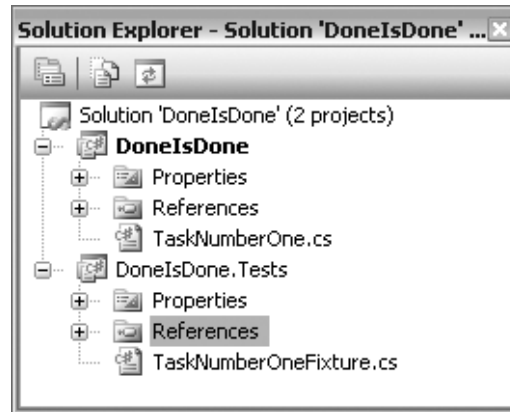 Solution Explorer - Solution 'DoneIsDone' ...
Solution 'DoneIsDone' (2 projects)
DoneIsDone
Properties
References
TaskNumberOne.cs
DoneIsDone.Tests
Properties
References
TaskNumberOneFixture.cs